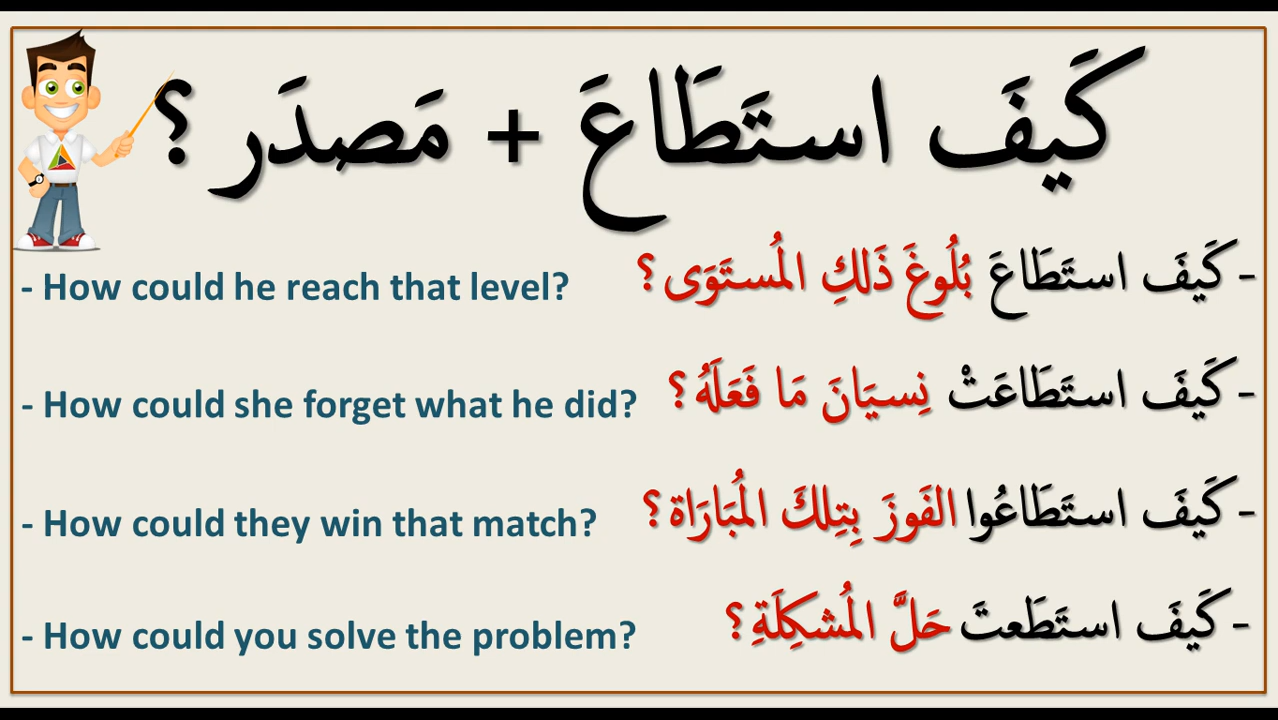 كَيفَ استَطَاعَ + مَصدَر ؟
- كَيفَ استَطَاعَ بُلُوغَ ذَلكِ المُستَوَى ؟
- How could he reach that level?
- كَيفَ استَطَاعَتْ نِسيَانَ مَا فَعَلَهُ ؟
- How could she forget what he did?
- كَيفَ استَطَاعُوا الفَوزَ بِتِلكَ المُبَارَاة ؟
- How could they win that match?
- كَيفَ استَطَعتَ حَلَّ المُشكِلَةِ ؟
- How could you solve the problem?